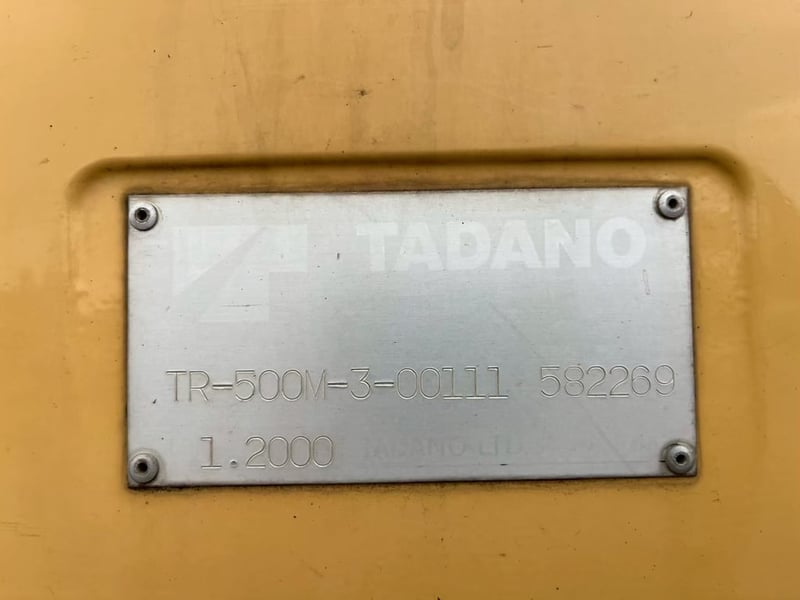 TADANO
TR-500M-3-00111 582269
1.2000 TADANO LTD.